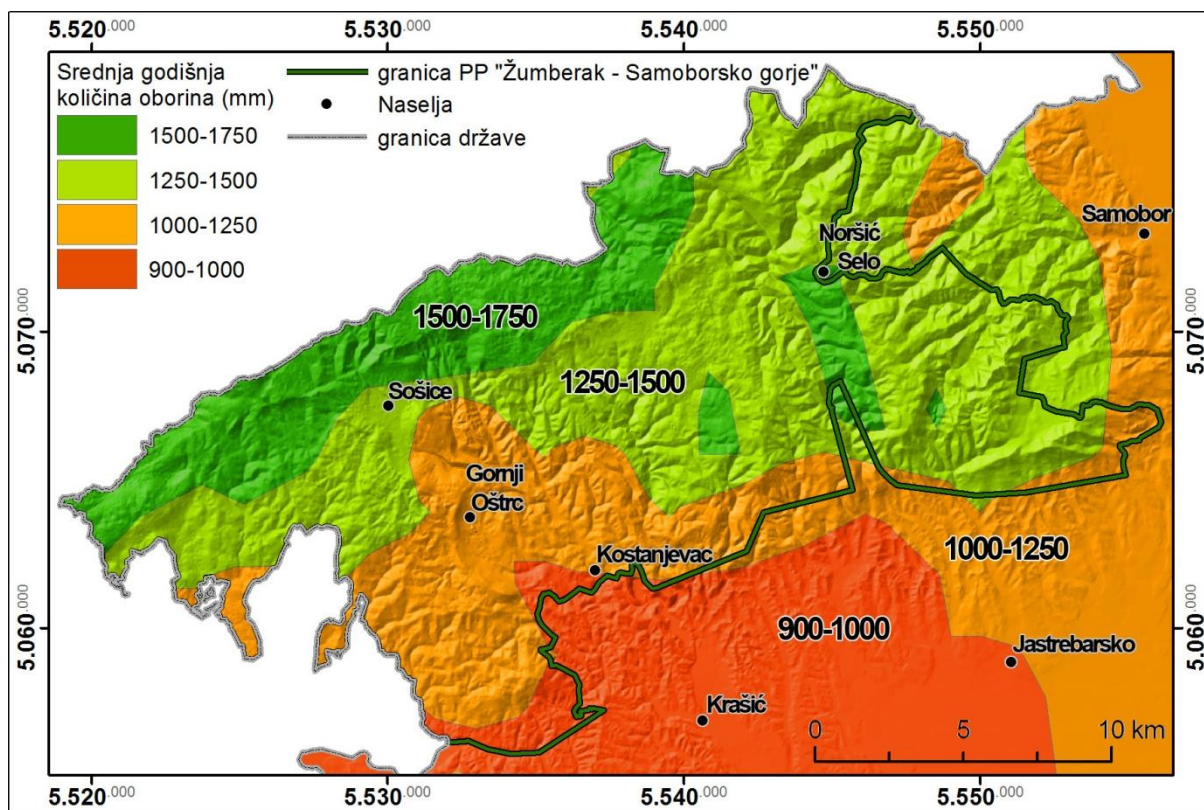 5.520.000 5.530.000 5.540.000 5.550.000
Srednja godišnja
količina oborina (mm)
1500-1750
1250-1500
1000-1250
900-1000
granica PP "Žumberak - Samoborsko gorje"
Naselja
granica države
Samobor
Noršić
Selo
5.070.000
5.070.000
1500-1750
1250-1500
Sošice
Gornji
Oštrc
Kostanjevac
1000-1250
900-1000
5.060.000
5.060.000
Jastrebarsko
Krašić
0 5 10 km
5.520.000 5.530.000 5.540.000 5.550.000